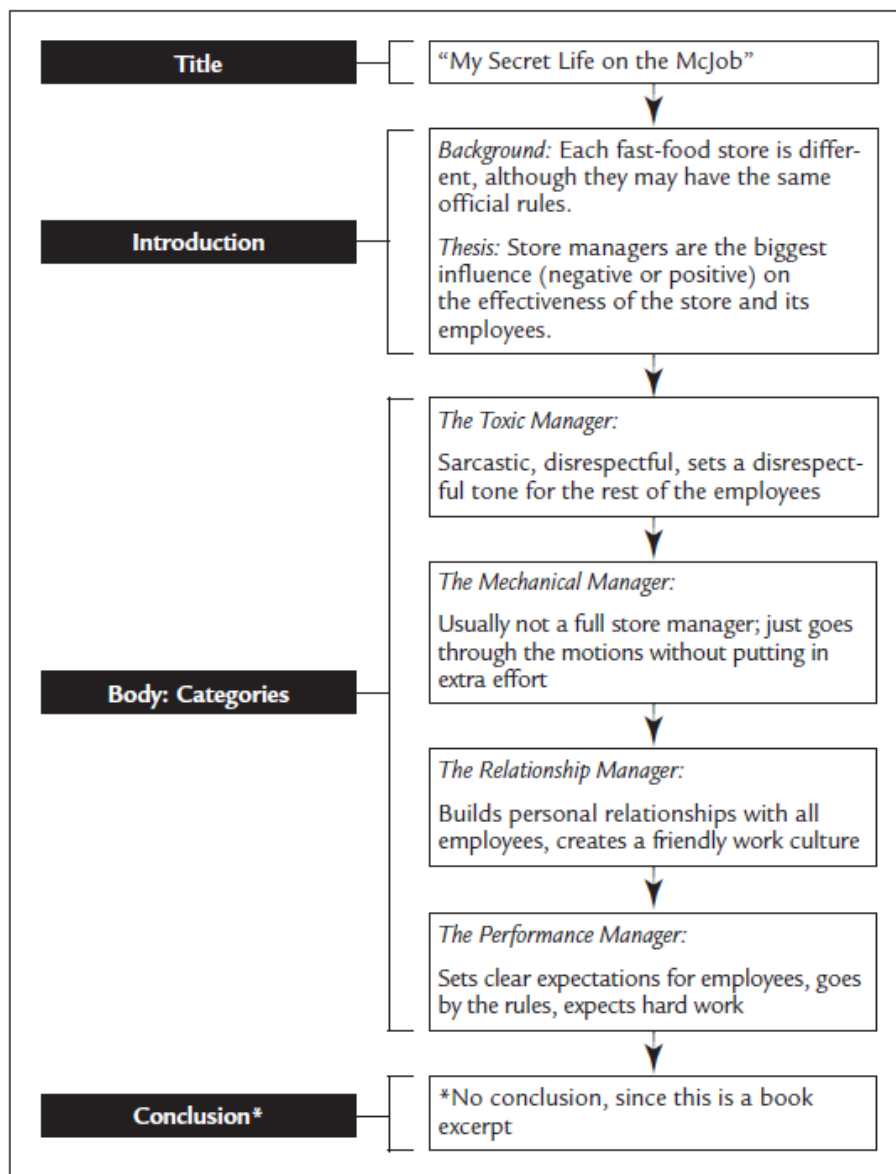 Title
“My Secret Life on the McJob”
Introduction
Background: Each fast-food store is differ-
ent, although they may have the same
official rules.
Thesis: Store managers are the biggest
influence (negative or positive) on
the effectiveness of the store and its
employees.
Body: Categories
The Toxic Manager:
Sarcastic, disrespectful, sets a disrespect-
ful tone for the rest of the employees
The Mechanical Manager:
Usually not a full store manager; just goes
through the motions without putting in
extra effort
The Relationship Manager:
Builds personal relationships with all
employees, creates a friendly work culture
The Performance Manager:
Sets clear expectations for employees, goes
by the rules, expects hard work
Conclusion*
*No conclusion, since this is a book
excerpt